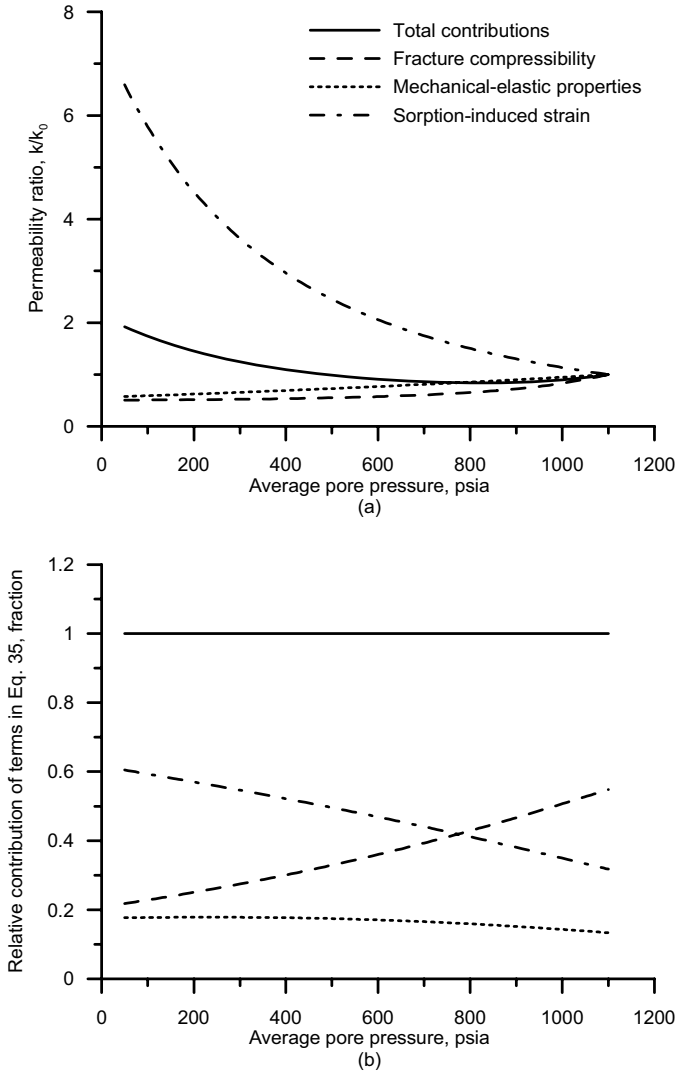 8
6
4
2
0
Permeability ratio, k/k0
Total contributions
Fracture compressibility
Mechanical-elastic properties
Sorption-induced strain
0 200 400 600 800 1000 1200
Average pore pressure, psia
(a)
1.2
1
0.8
0.6
0.4
0.2
0
Relative contribution of terms in Eq. 35, fraction
0 200 400 600 800 1000 1200
Average pore pressure, psia
(b)